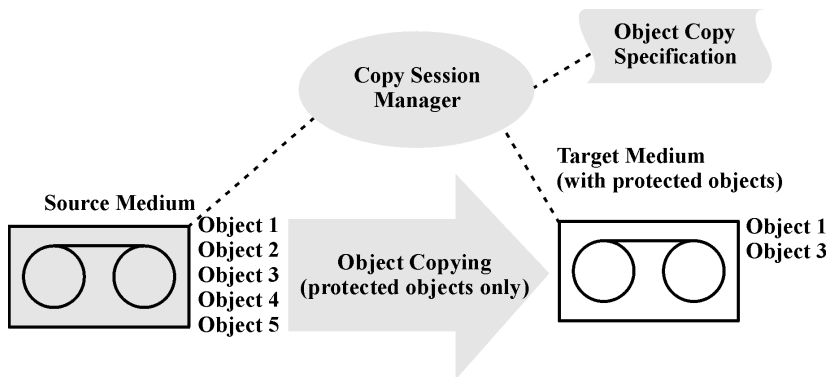 Object Copy
Specification
Copy Session
Manager
Target Medium
(with protected objects)
Source Medium
Object 1
Object 2
Object 3
Object 4
Object 5
Object Copying
(protected objects only)
Object 1
Object 3